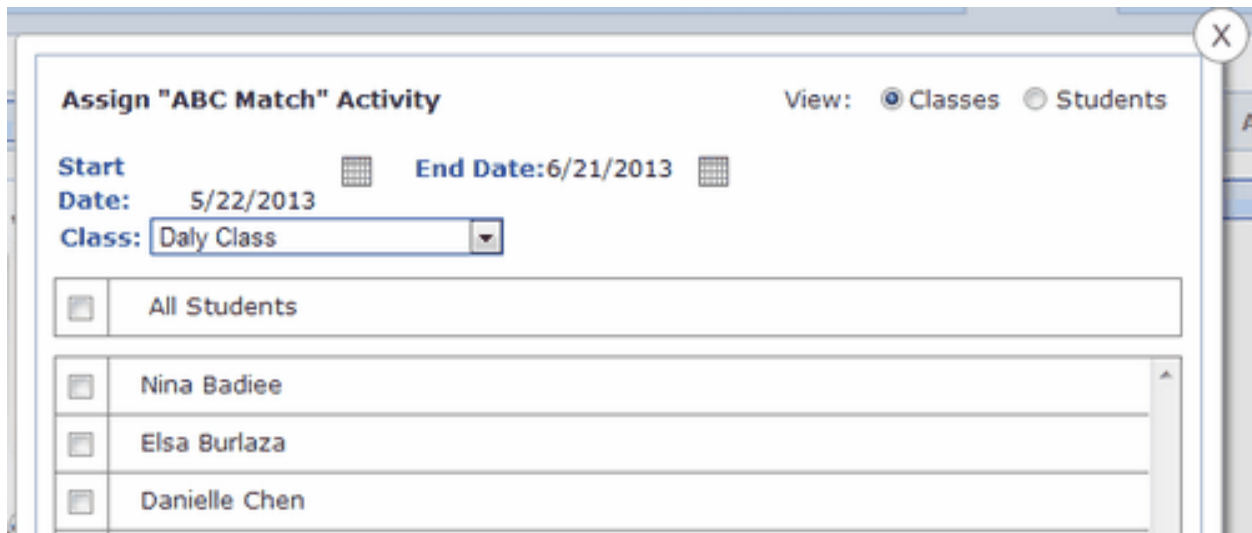 X
Assign "ABC Match" Activity View: Classes Students
Start End Date:6/21/2013
Date: 5/22/2013
Class: Daly Class
All Students
Nina Badiee
Elsa Burlaza
Danielle Chen